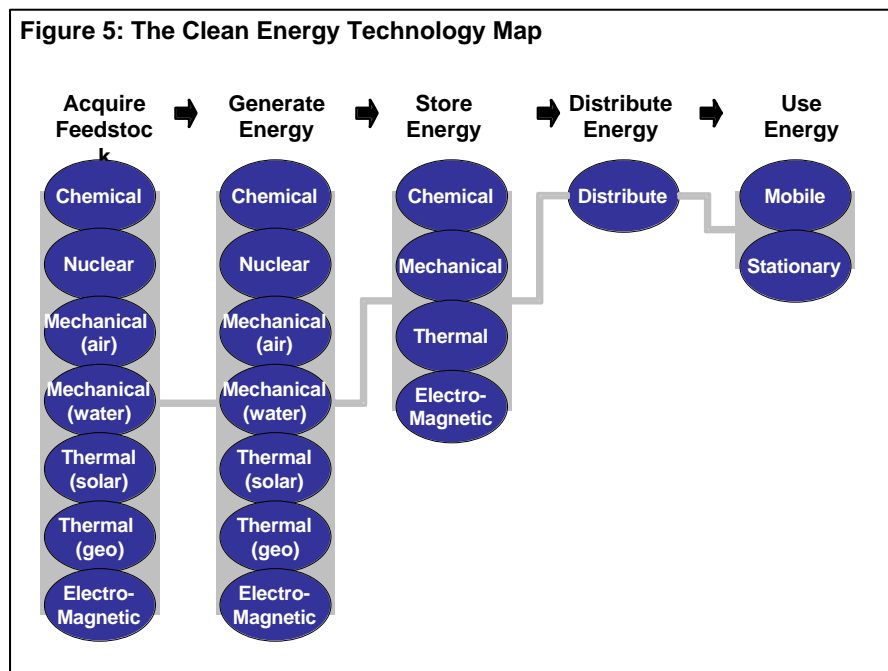 Figure 5: The Clean Energy Technology Map
Acquire
Feedstoc
k
Generate
Energy
Store
Energy
Distribute
Energy
Use
Energy
Chemical
Nuclear
Mechanical
(air)
Mechanical
(water)
Thermal
(solar)
Thermal
(geo)
Electro-
Magnetic
Chemical
Nuclear
Mechanical
(air)
Mechanical
(water)
Thermal
(solar)
Thermal
(geo)
Electro-
Magnetic
Chemical
Mechanical
Thermal
Electro-
Magnetic
Distribute
Mobile
Stationary